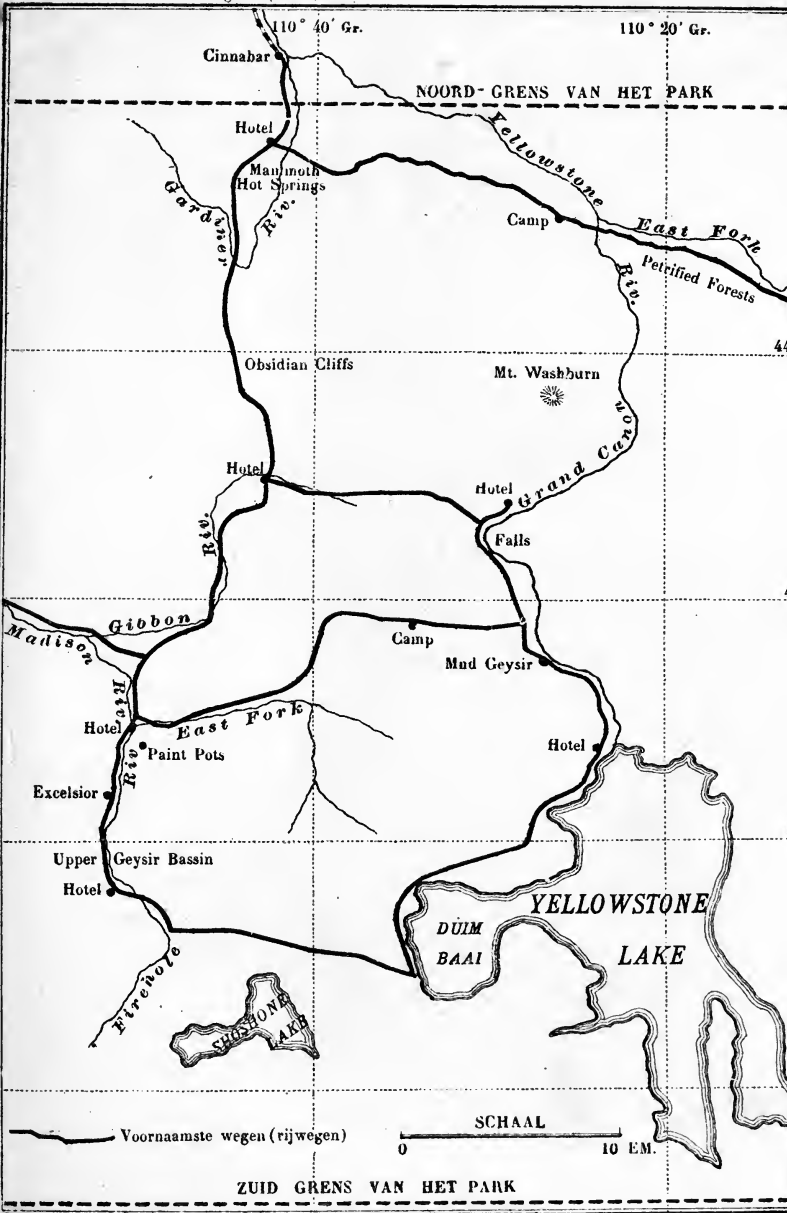 110° 40' Gr.
110° 20' Gr.
Cinnabar
NOORD-GRENS VAN HET PARK
Yellowstone
Hotel
Mammoth
Hot Springs
Gardiner
Riv.
Camp
East Fork
Riv.
Petrified Forests
44
Obsidian Cliffs
Mt. Washburn
Hotel
Hotel
Grand Canon
Riv.
Falls
Gibbon
Madison
Camp
Mud Geysir
Riv.
Hotel
East Fork
Paint Pots
Riv
Hotel
Excelsior
Upper Geysir Bassin
Hotel
YELLOWSTONE
LAKE
DUIM
BAAI
Firehole
SHOSHONE
LAKE
Voornaamste wegen (rijwegen)
SCHAAL
0 10 EM.
ZUID GRENS VAN HET PARK